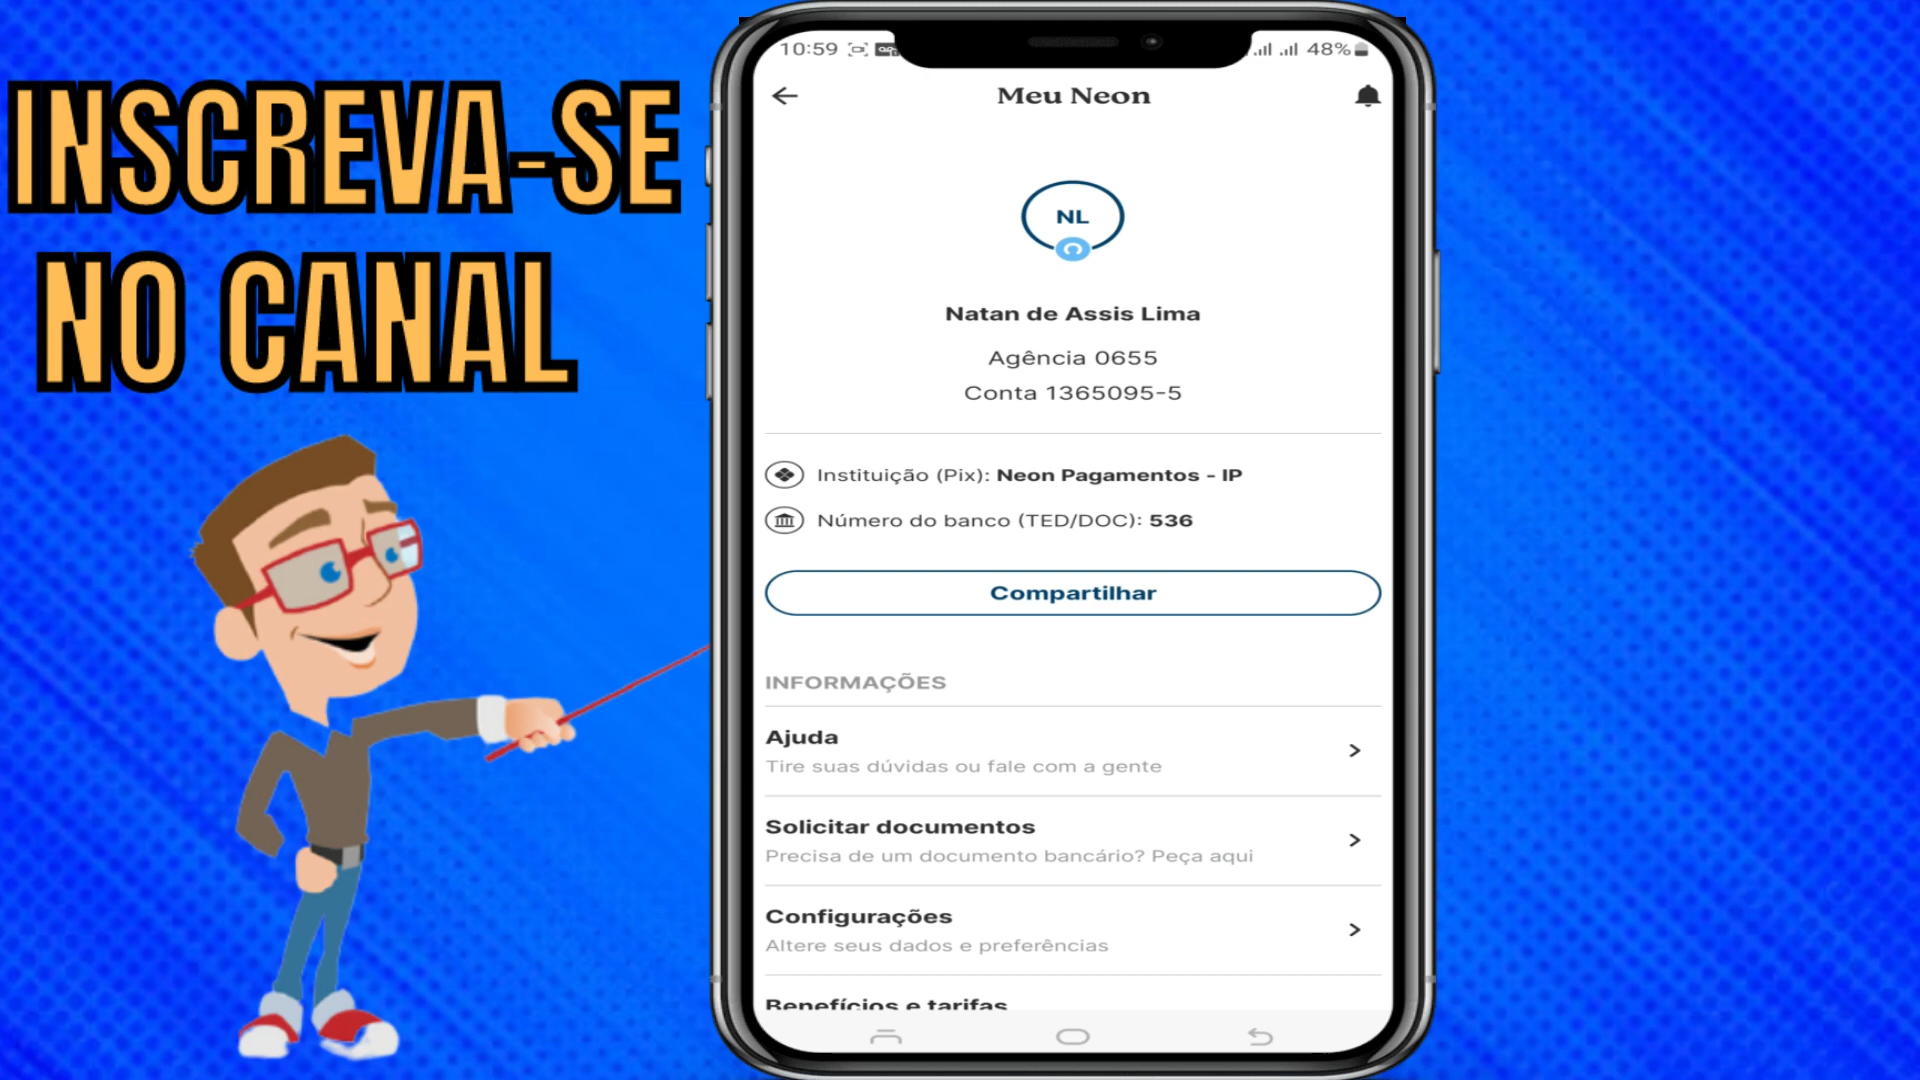 INSCREVA-SE
NO CANAL
10:59
48%
Meu Neon
NL
Natan de Assis Lima
Agência 0655
Conta 1365095-5
Instituição (Pix): Neon Pagamentos - IP
Número do banco (TED/DOC): 536
Compartilhar
INFORMAÇÕES
Ajuda
Tire suas dúvidas ou fale com a gente
Solicitar documentos
Precisa de um documento bancário? Peça aqui
Configurações
Altere seus dados e preferências
Benefícios e tarifas